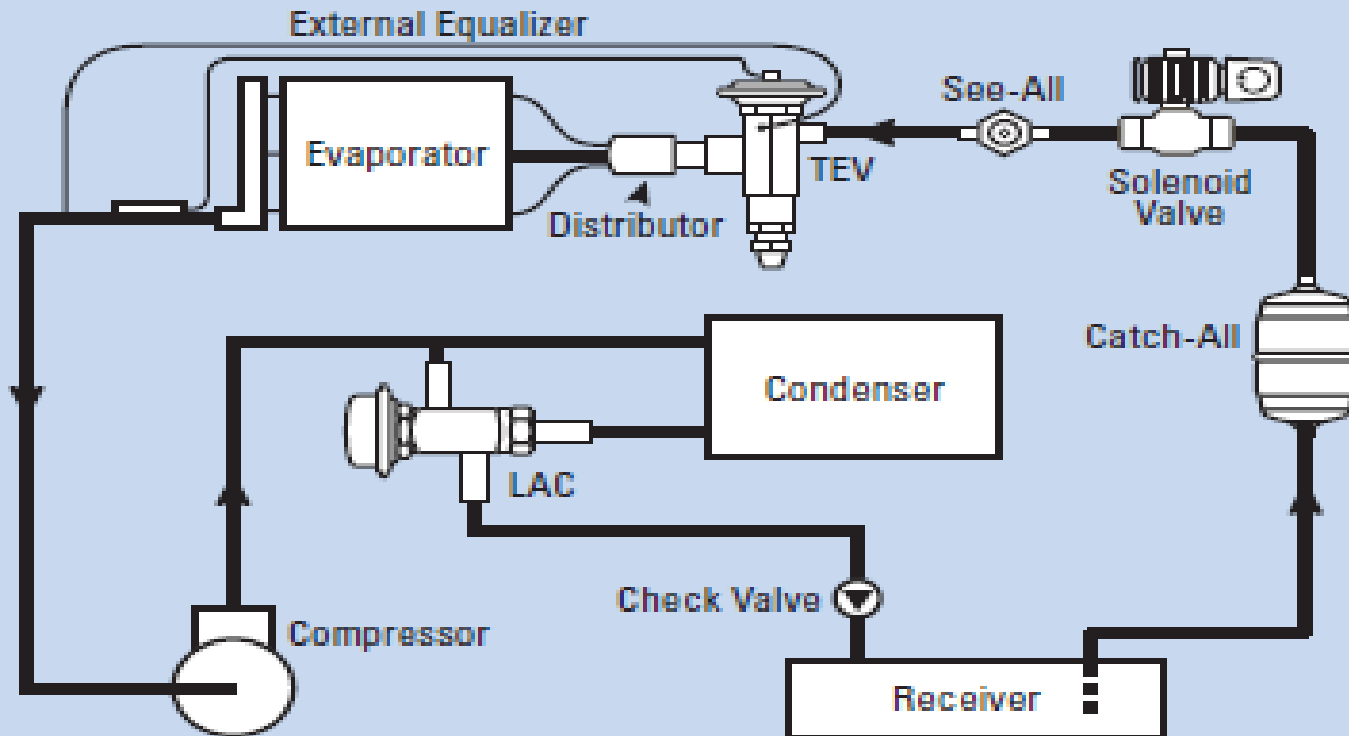 External Equalizer
See-All
Evaporator
TEV
Solenoid
Valve
Distributor
Catch-All
Condenser
LAC
Check Valve
Compressor
Receiver